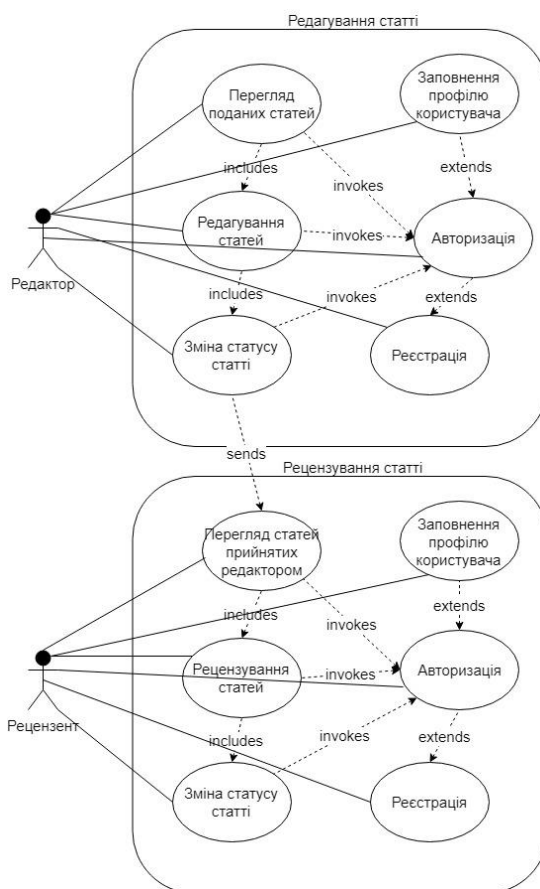 Редагування статті
Перегляд
поданих статей
Заповнення
профілю
користувача
includes
invokes
extends
Редактор
Редагування
статей
invokes
Авторизація
includes
invokes
extends
Зміна статусу
статті
Реєстрація
sends
Рецензування статті
Перегляд статей
прийнятих
редактором
Заповнення
профілю
користувача
includes
invokes
extends
Рецензент
Рецензування
статей
invokes
Авторизація
includes
invokes
extends
Зміна статусу
статті
Реєстрація